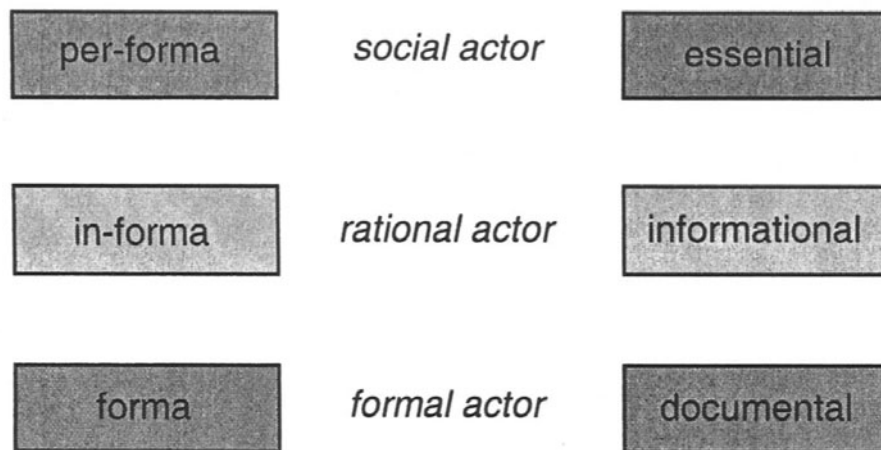 per-forma social actor essential
in-forma rational actor informational
forma formal actor documental